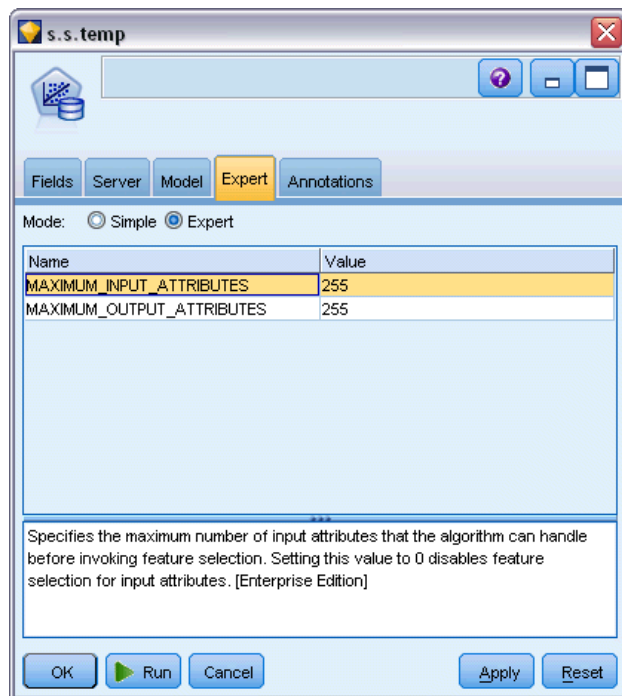 s.s.temp
Fields Server Model Expert Annotations
Mode: Simple Expert
Name Value
MAXIMUM_INPUT_ATTRIBUTES 255
MAXIMUM_OUTPUT_ATTRIBUTES 255
Specifies the maximum number of input attributes that the algorithm can handle
before invoking feature selection. Setting this value to 0 disables feature
selection for input attributes. [Enterprise Edition]
OK Run Cancel Apply Reset